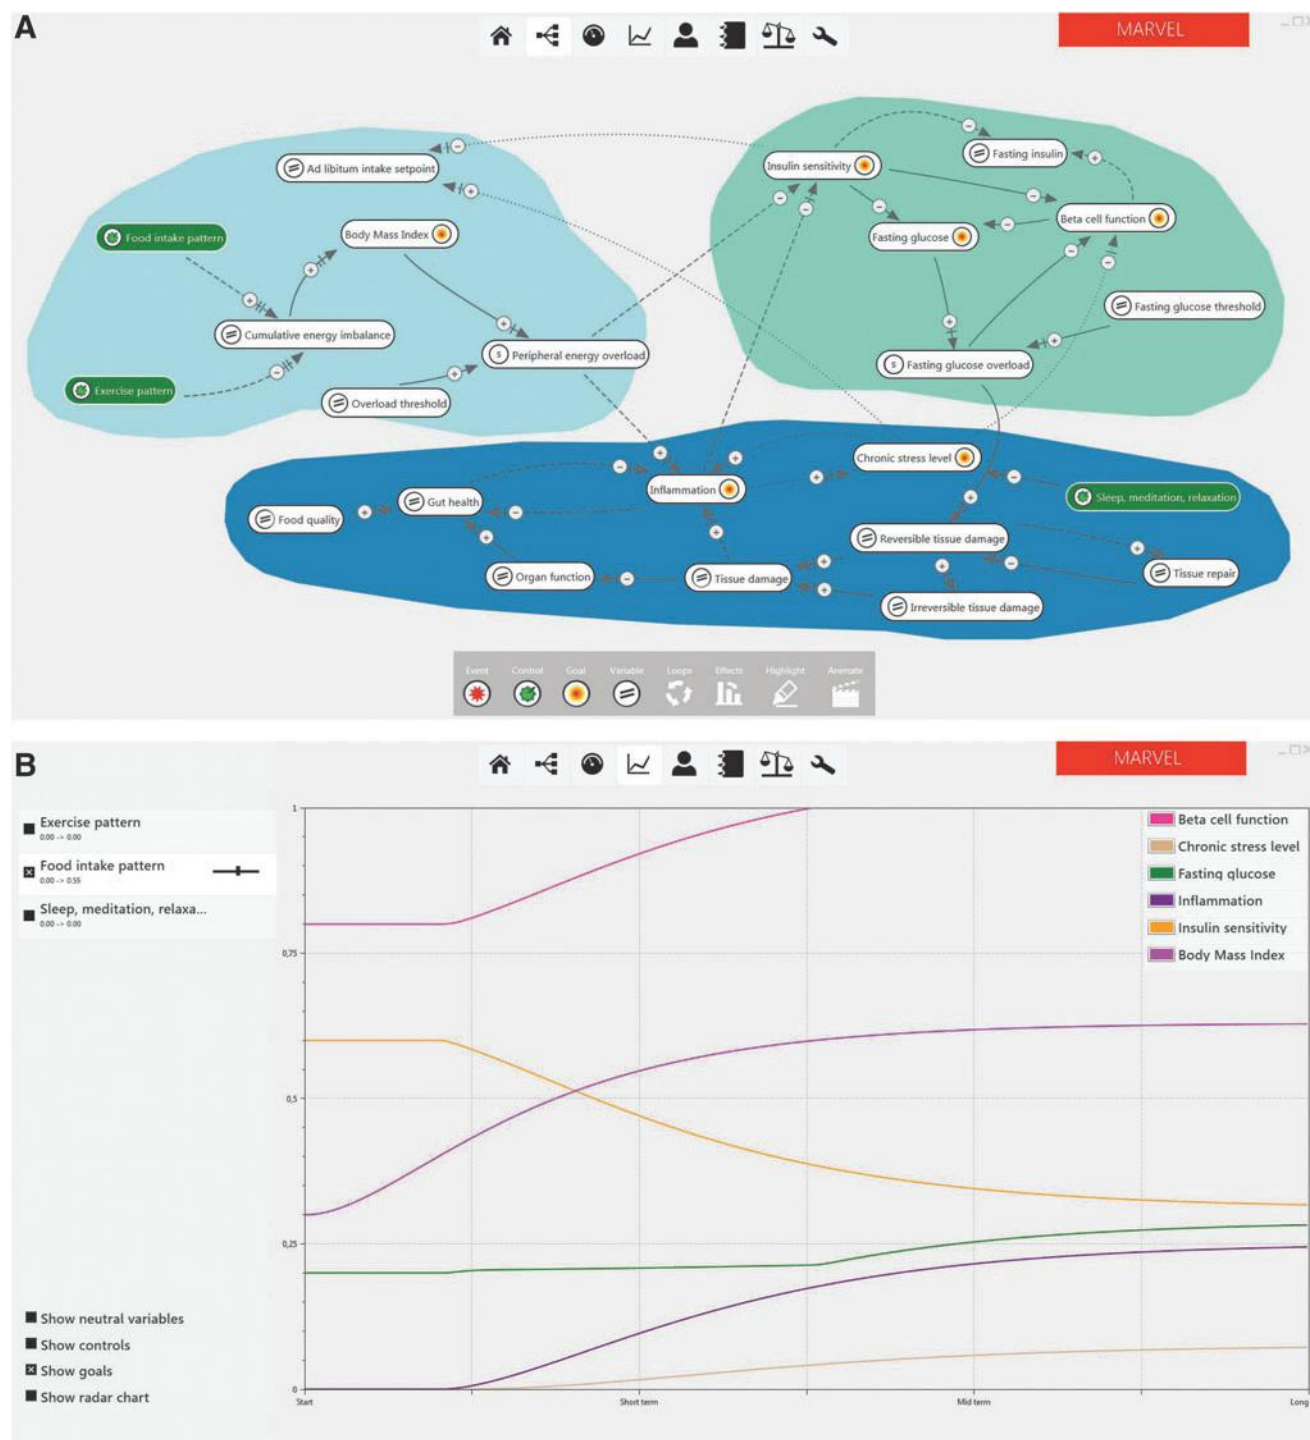 A
MARVEL
Ad libitum intake setpoint
Insulin sensitivity
Fasting insulin
Food intake pattern
Body Mass Index
Fasting glucose
Beta cell function
Cumulative energy imbalance
Fasting glucose threshold
Peripheral energy overload
Fasting glucose overload
Exercise pattern
Overload threshold
Chronic stress level
Inflammation
Sleep, meditation, relaxation
Gut health
Food quality
Reversible tissue damage
Organ function
Tissue damage
Tissue repair
Irreversible tissue damage
Event Control Goal Variable Loops Effects Highlight Animate
B
MARVEL
Exercise pattern
0.00 -> 0.00
Food intake pattern
0.00 -> 0.55
Sleep, meditation, relaxa...
0.00 -> 0.00
Show neutral variables
Show controls
Show goals
Show radar chart
1
0,75
0,5
0,25
0
Start Short term Mid term Long
Beta cell function
Chronic stress level
Fasting glucose
Inflammation
Insulin sensitivity
Body Mass Index